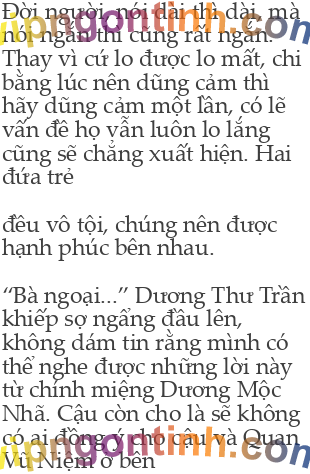 Đời người, nói dài thì dài, mà
nói ngắn thì cũng rất ngắn.
Thay vì cứ lo được lo mất, chi
bằng lúc nên dũng cảm thì
hãy dũng cảm một lần, có lẽ
vấn đề họ vẫn luôn lo lắng
cũng sẽ chẳng xuất hiện. Hai
đứa trẻ
đều vô tội, chúng nên được
hạnh phúc bên nhau.
“Bà ngoại...” Dương Thư Trần
khiếp sợ ngẩng đầu lên,
không dám tin rằng mình có
thể nghe được những lời này
từ chính miệng Dương Mộc
Nhã. Cậu còn cho là sẽ không
có ai đồng ý cho cậu và Quan
Vũ Niệm ở bên
vipngontinh.com
vipngontinh.com